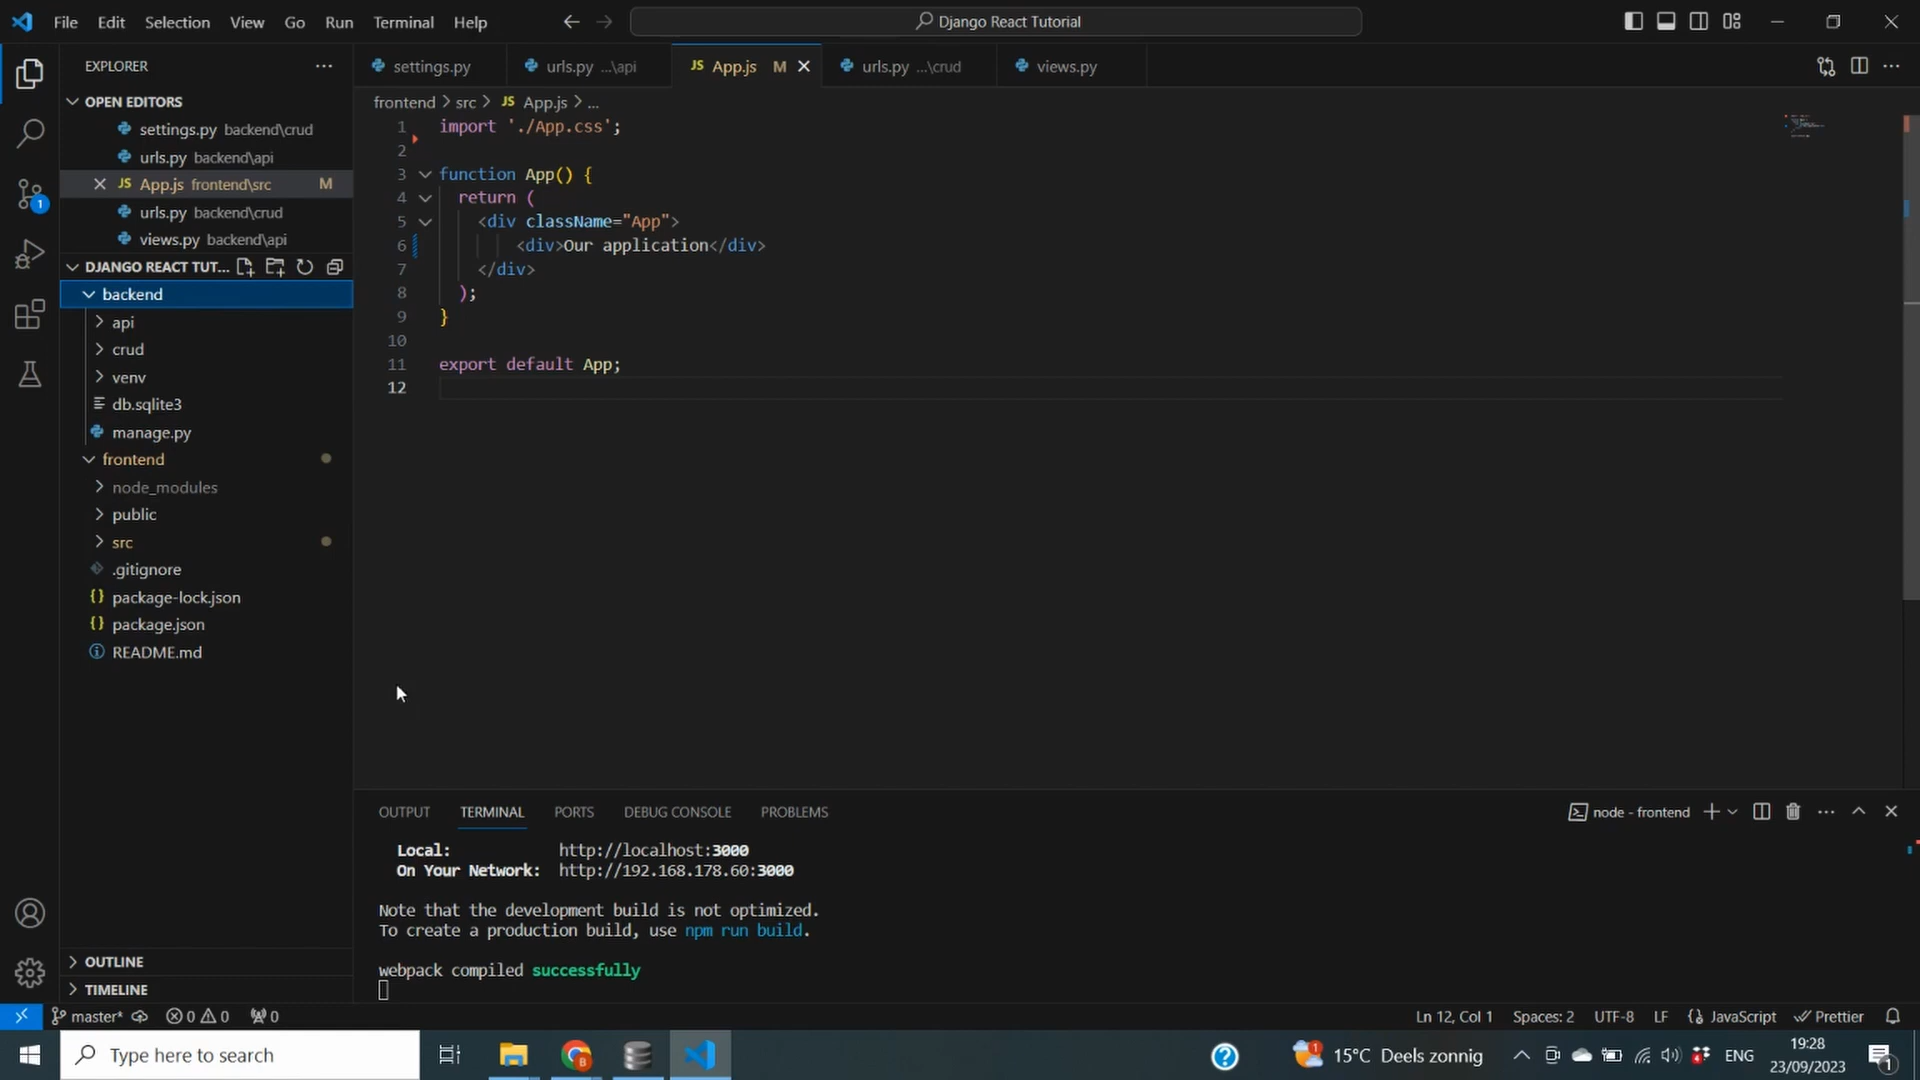 File Edit Selection View Go Run Terminal Help
Django React Tutorial
EXPLORER
OPEN EDITORS
settings.py backend\crud
urls.py backend\api
JS App.js frontend\src M
urls.py backend\crud
views.py backend\api
DJANGO REACT TUT...
backend
api
crud
venv
db.sqlite3
manage.py
frontend
node_modules
public
src
.gitignore
{} package-lock.json
{} package.json
README.md
OUTLINE
TIMELINE
settings.py
urls.py ...\api
JS App.js M
urls.py ...\crud
views.py
frontend > src > JS App.js > ...
1 import './App.css';
2
3 function App() {
4 return (
5 <div className="App">
6 <div>Our application</div>
7 </div>
8 );
9 }
10
11 export default App;
12
OUTPUT TERMINAL PORTS DEBUG CONSOLE PROBLEMS
node - frontend
Local: http://localhost:3000
On Your Network: http://192.168.178.60:3000
Note that the development build is not optimized.
To create a production build, use npm run build.
webpack compiled successfully
1
master* 0 0 0
Ln 12, Col 1 Spaces: 2 UTF-8 LF {} JavaScript Prettier
Type here to search
1
15°C Deels zonnig
4
ENG
19:28
23/09/2023
1